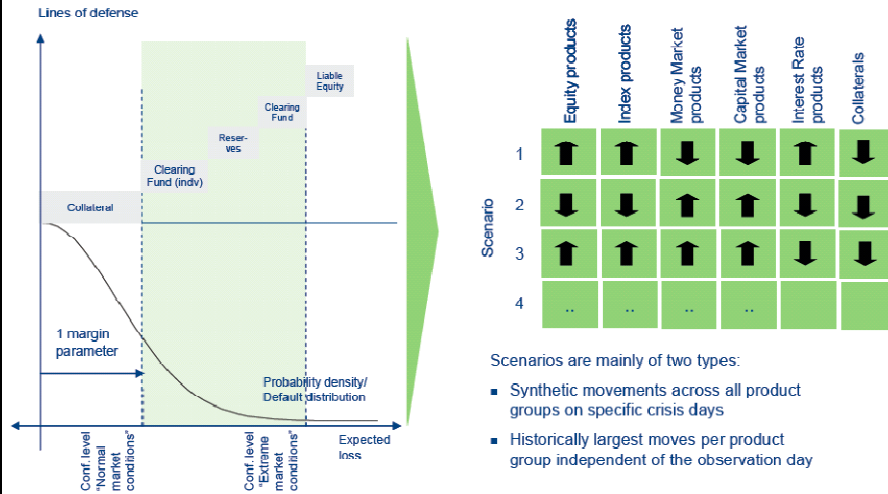 Lines of defense
Liable
Equity
Clearing
Fund
Reser-
ves
Clearing
Fund (indv)
Collateral
1 margin
parameter
Probability density/
Default distribution
Expected
loss
Conf. level
"Normal
market
conditions"
Conf. level
"Extreme
market
conditions"
Equity products
Index products
Money Market
products
Capital Market
products
Interest Rate
products
Collaterals
Scenario
1
2
3
4
.. .. .. ..
Scenarios are mainly of two types:
▪ Synthetic movements across all product
groups on specific crisis days
▪ Historically largest moves per product
group independent of the observation day